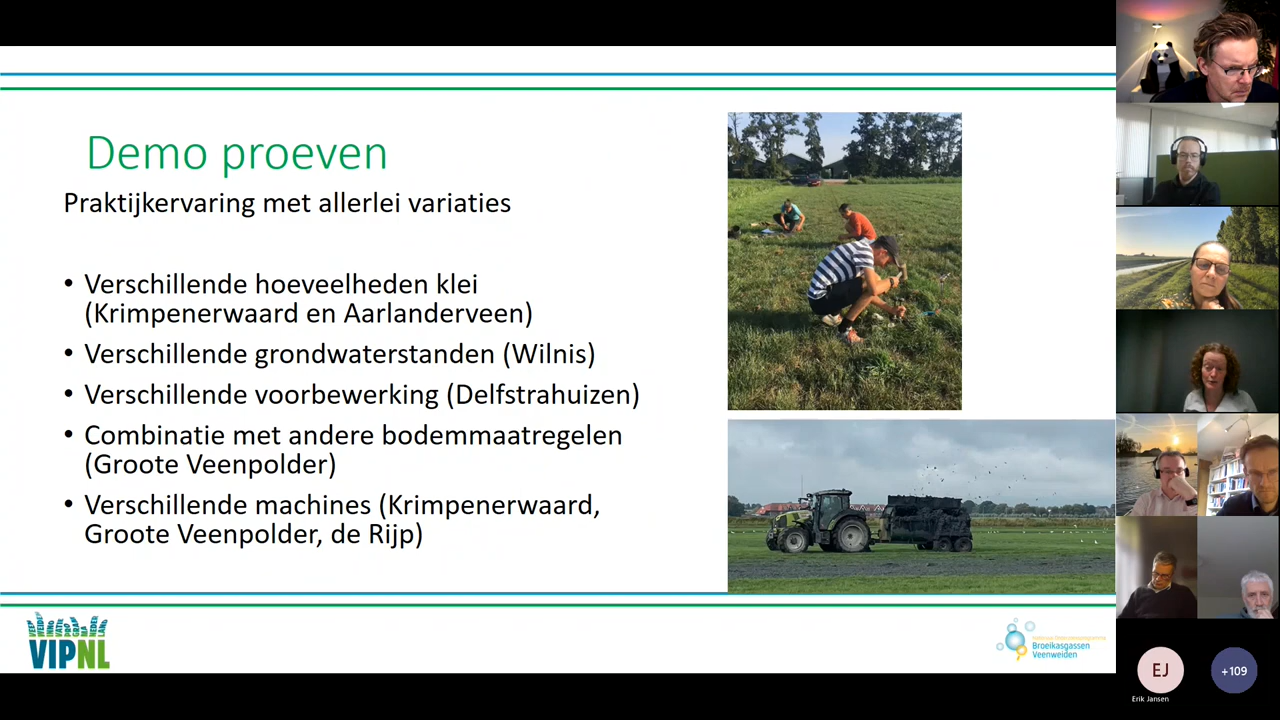 Demo proeven
Praktijkervaring met allerlei variaties
• Verschillende hoeveelheden klei
(Krimpenerwaard en Aarlanderveen)
• Verschillende grondwaterstanden (Wilnis)
• Verschillende voorbewerking (Delfstrahuizen)
• Combinatie met andere bodemmaatregelen
(Groote Veenpolder)
• Verschillende machines (Krimpenerwaard,
Groote Veenpolder, de Rijp)
VIPNL
Broeikasgassen
Veenweiden
EJ
+109
Erik Jansen